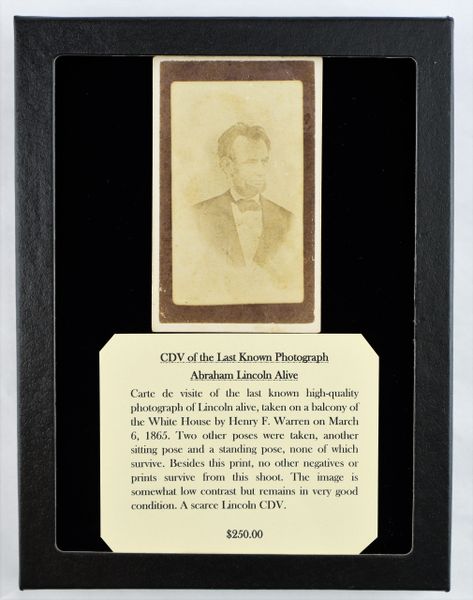 CDV of the Last Known Photograph
Abraham Lincoln Alive
Carte de visite of the last known high-quality
photograph of Lincoln alive, taken on a balcony of
the White House by Henry F. Warren on March
6, 1865. Two other poses were taken, another
sitting pose and a standing pose, none of which
survive. Besides this print, no other negatives or
prints survive from this shoot. The image is
somewhat low contrast but remains in very good
condition. A scarce Lincoln CDV.
$250.00